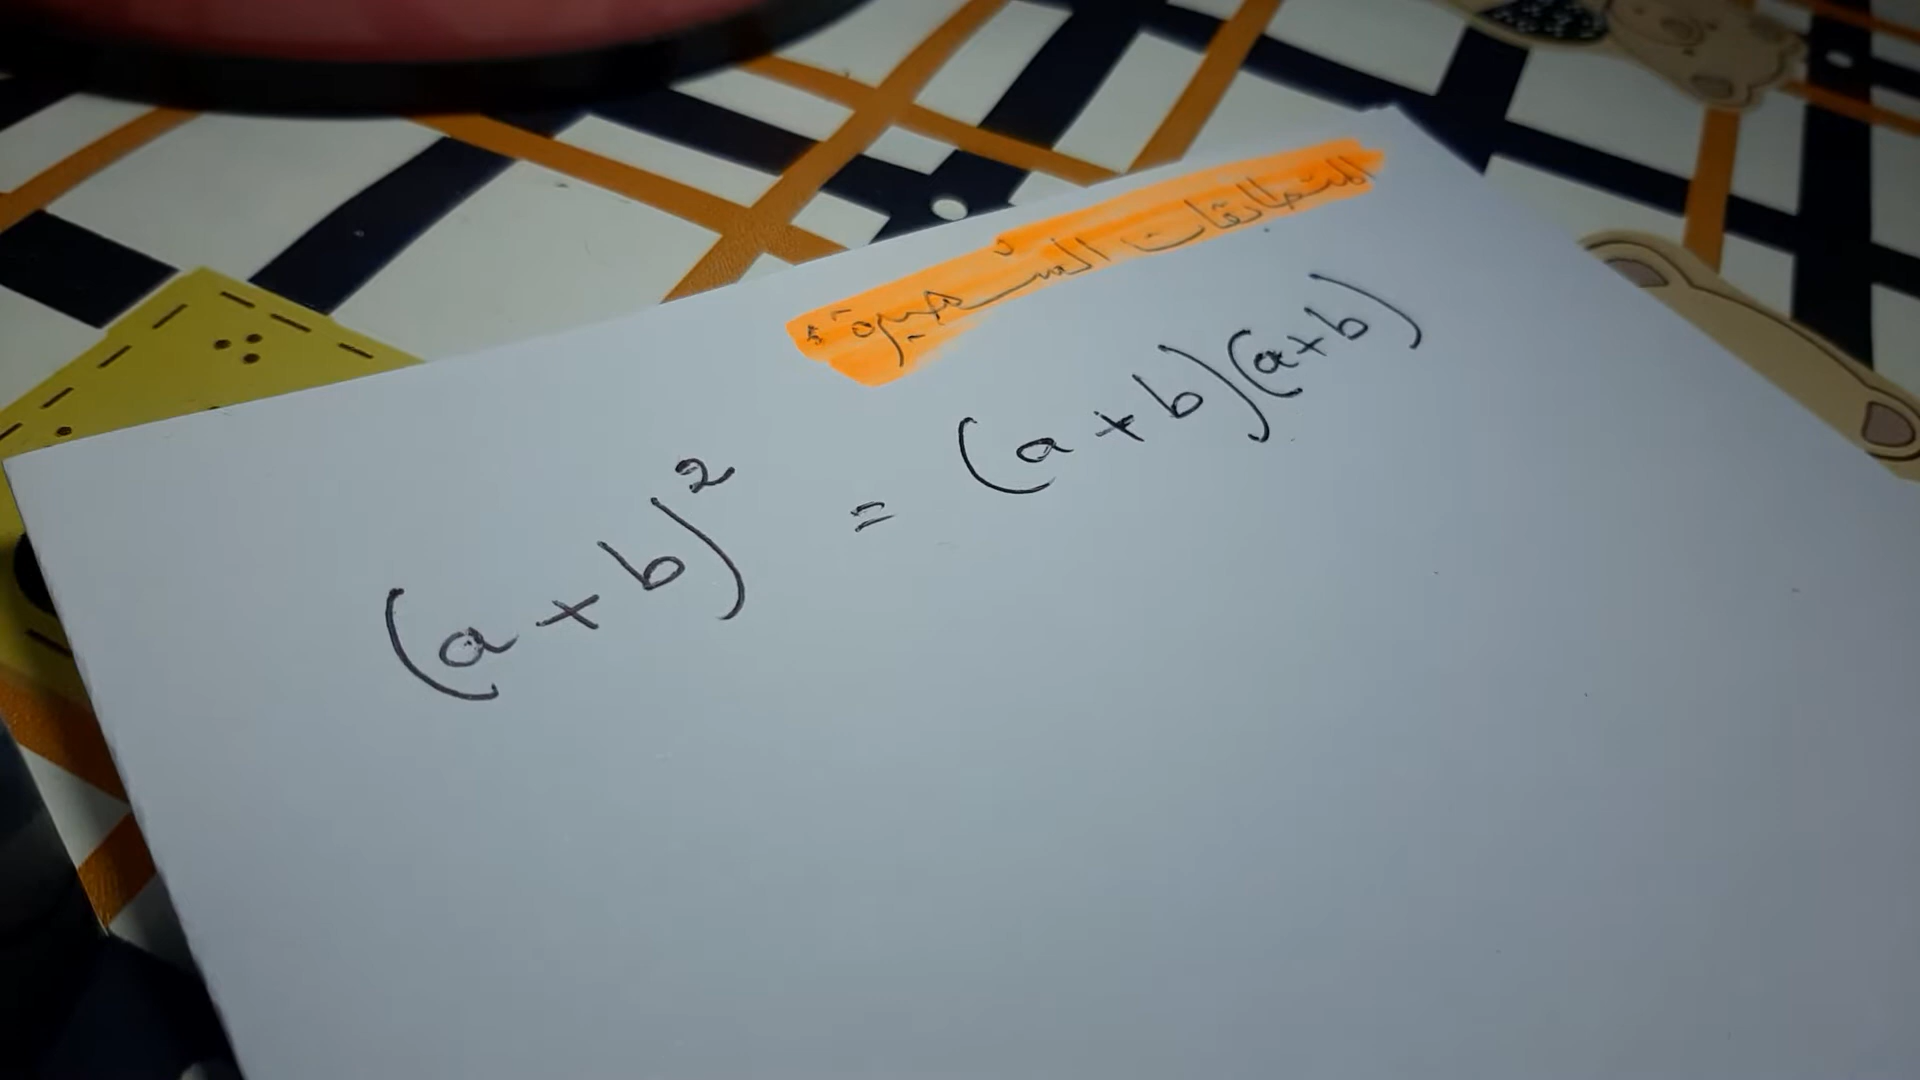 المتطابقات الشهيرة:
(a + b)² = (a + b)(a + b)